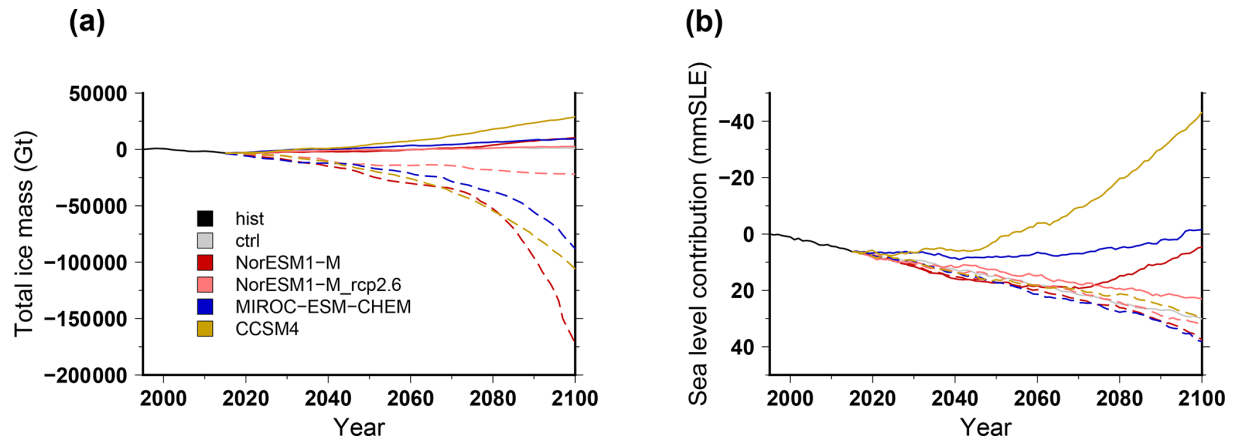 (a)
Total ice mass (Gt)
50000
0
−50000
−100000
−150000
−200000
hist
ctrl
NorESM1−M
NorESM1−M_rcp2.6
MIROC−ESM−CHEM
CCSM4
2000 2020 2040 2060 2080 2100
Year
(b)
Sea level contribution (mmSLE)
−40
−20
0
20
40
2000 2020 2040 2060 2080 2100
Year